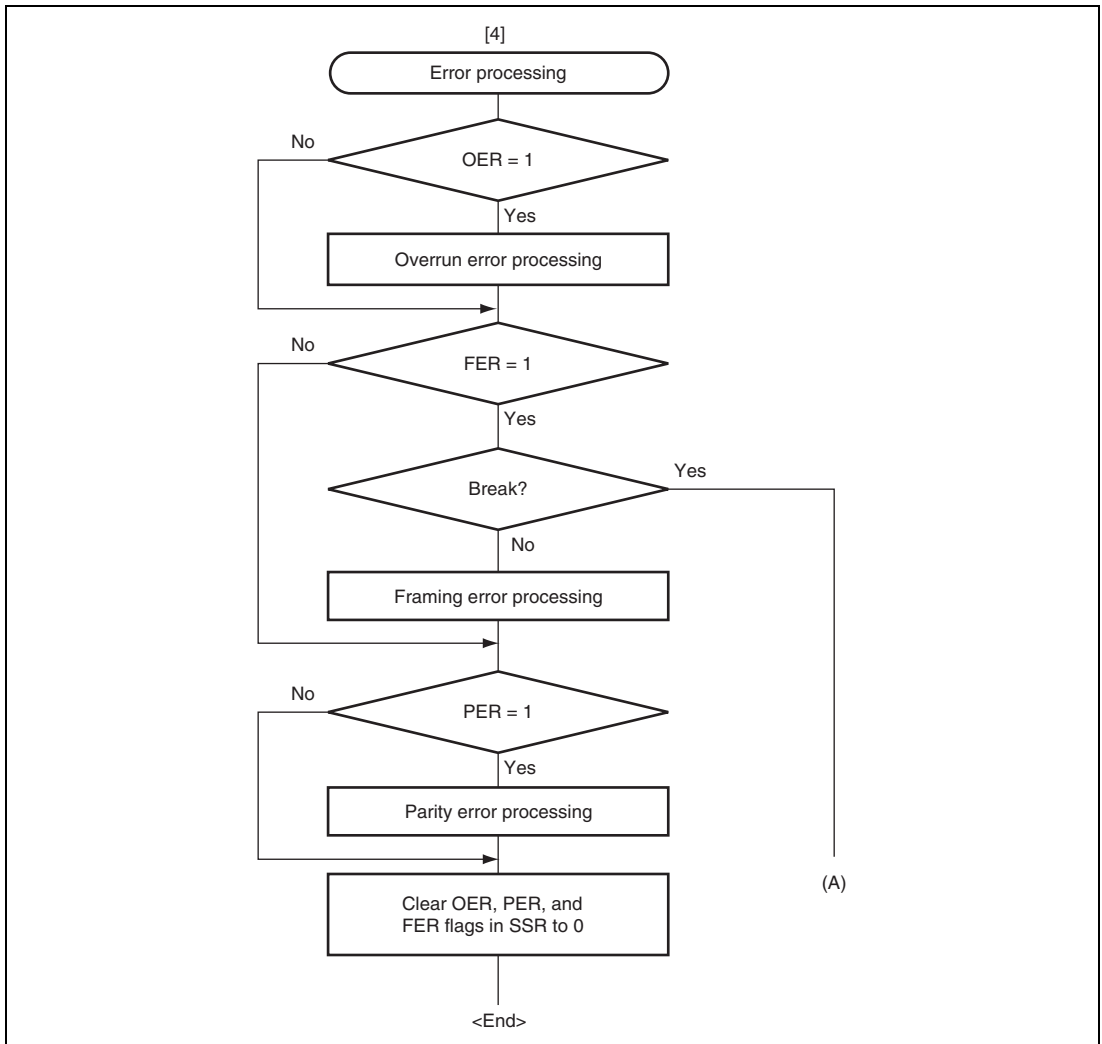 [4]
Error processing
No
OER = 1
Yes
Overrun error processing
No
FER = 1
Yes
Yes
Break?
No
Framing error processing
No
PER = 1
Yes
Parity error processing
(A)
Clear OER, PER, and
FER flags in SSR to 0
<End>